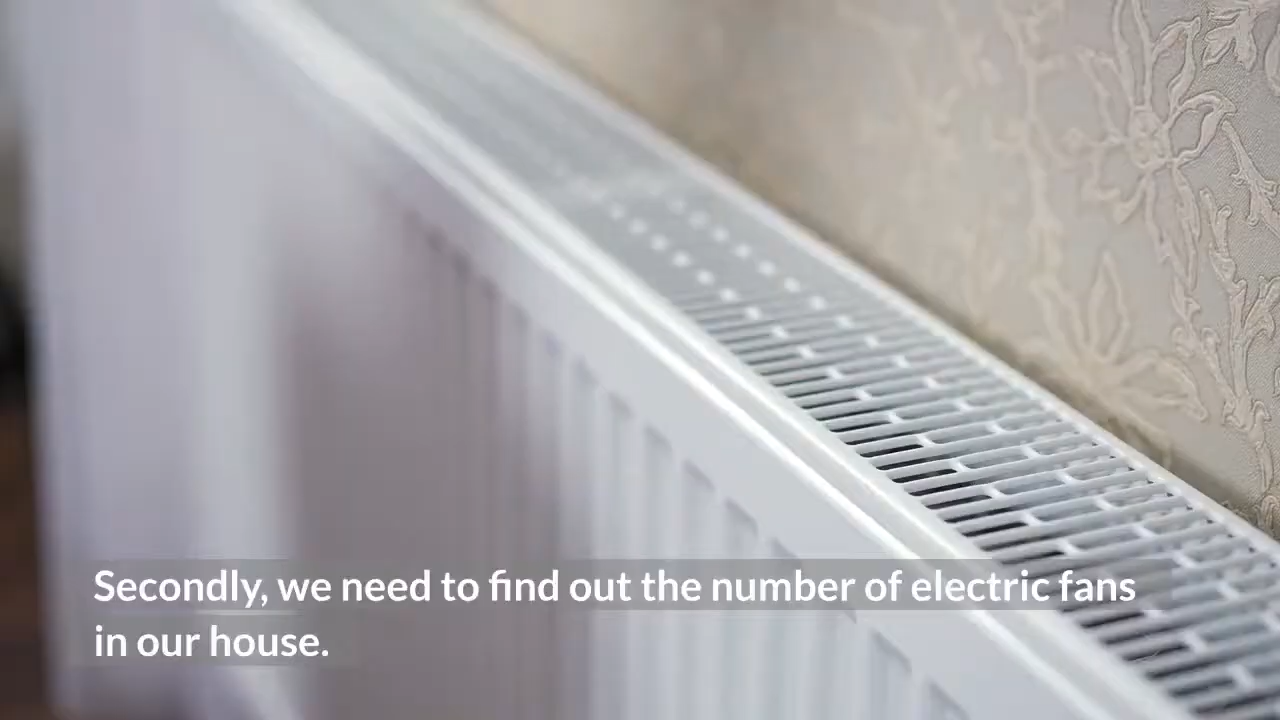 Secondly, we need to find out the number of electric fans
in our house.